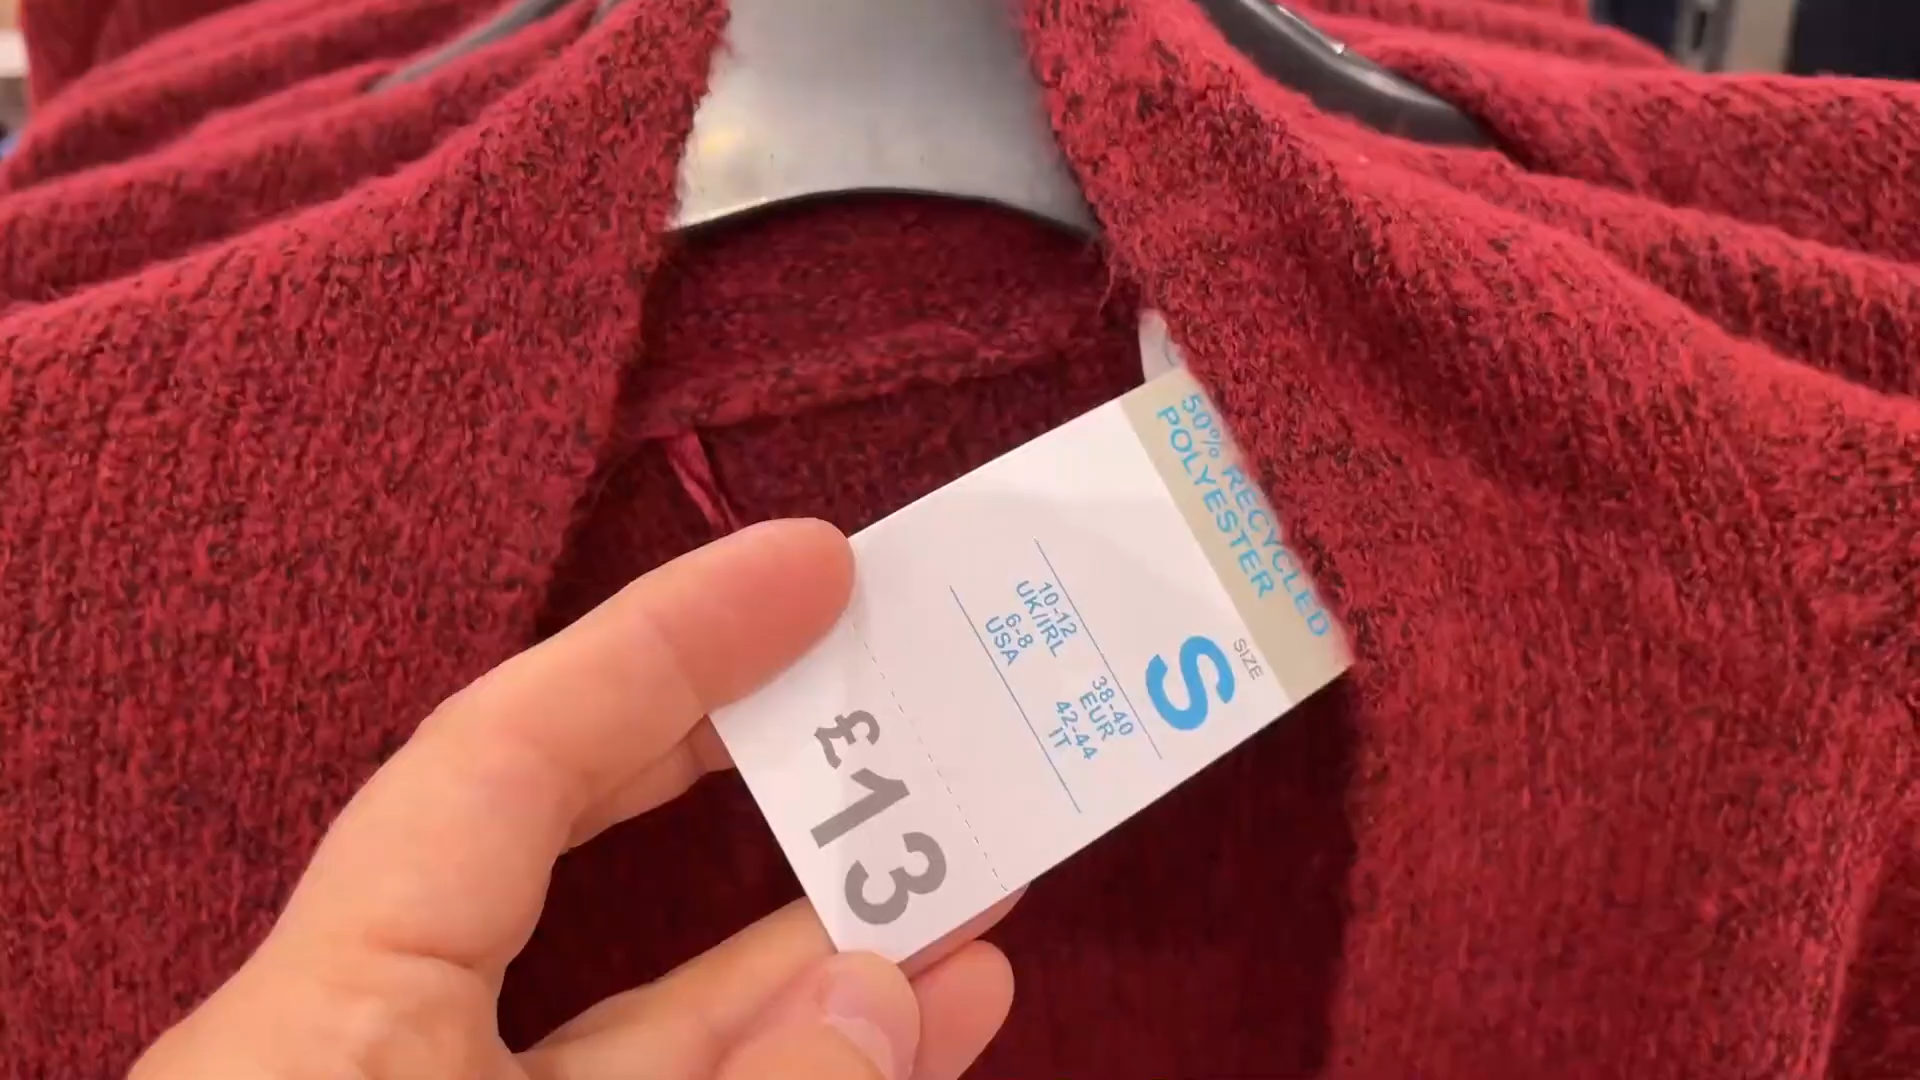 50% RECYCLED
POLYESTER
SIZE
S
10-12
UK/IRL
38-40
EUR
6-8
USA
42-44
IT
£13